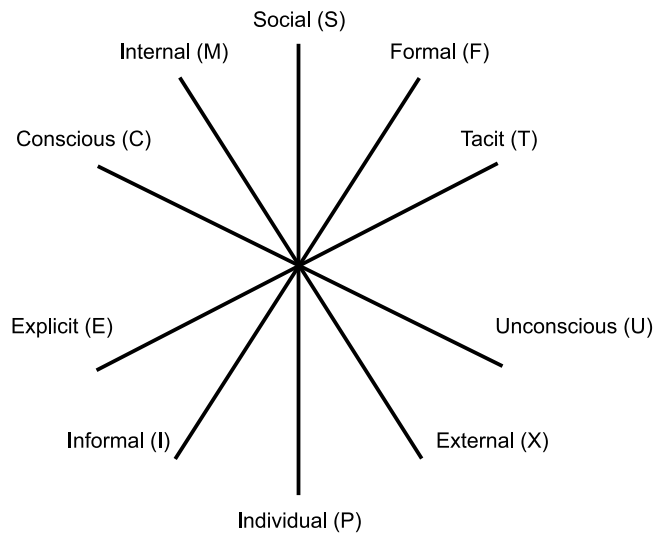 Social (S)
Internal (M)
Formal (F)
Conscious (C)
Tacit (T)
Explicit (E)
Unconscious (U)
Informal (I)
External (X)
Individual (P)